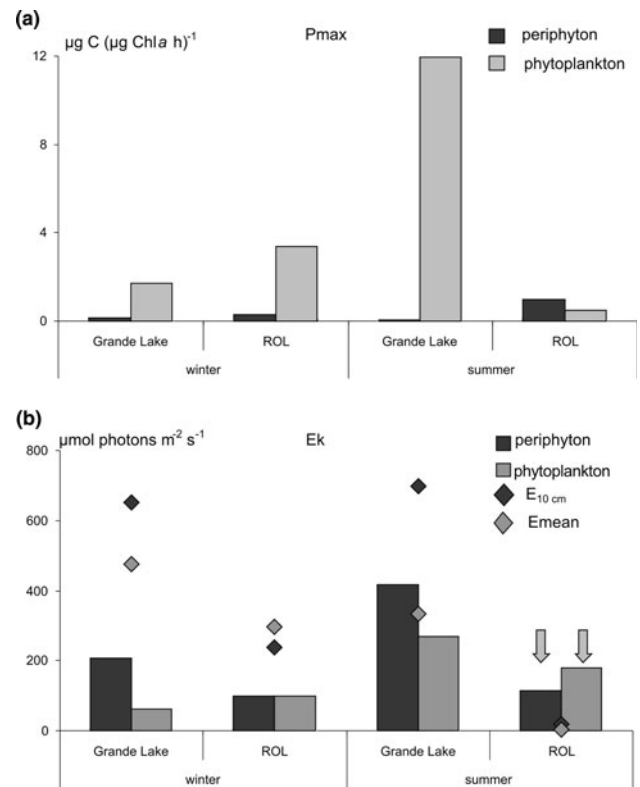 (a)
µg C (µg Chl a h)-1 Pmax
periphyton
phytoplankton
12
8
4
0
Grande Lake ROL Grande Lake ROL
winter summer
(b)
µmol photons m-2 s-1 Ek
periphyton
phytoplankton
E10 cm
Emean
800
600
400
200
0
Grande Lake ROL Grande Lake ROL
winter summer